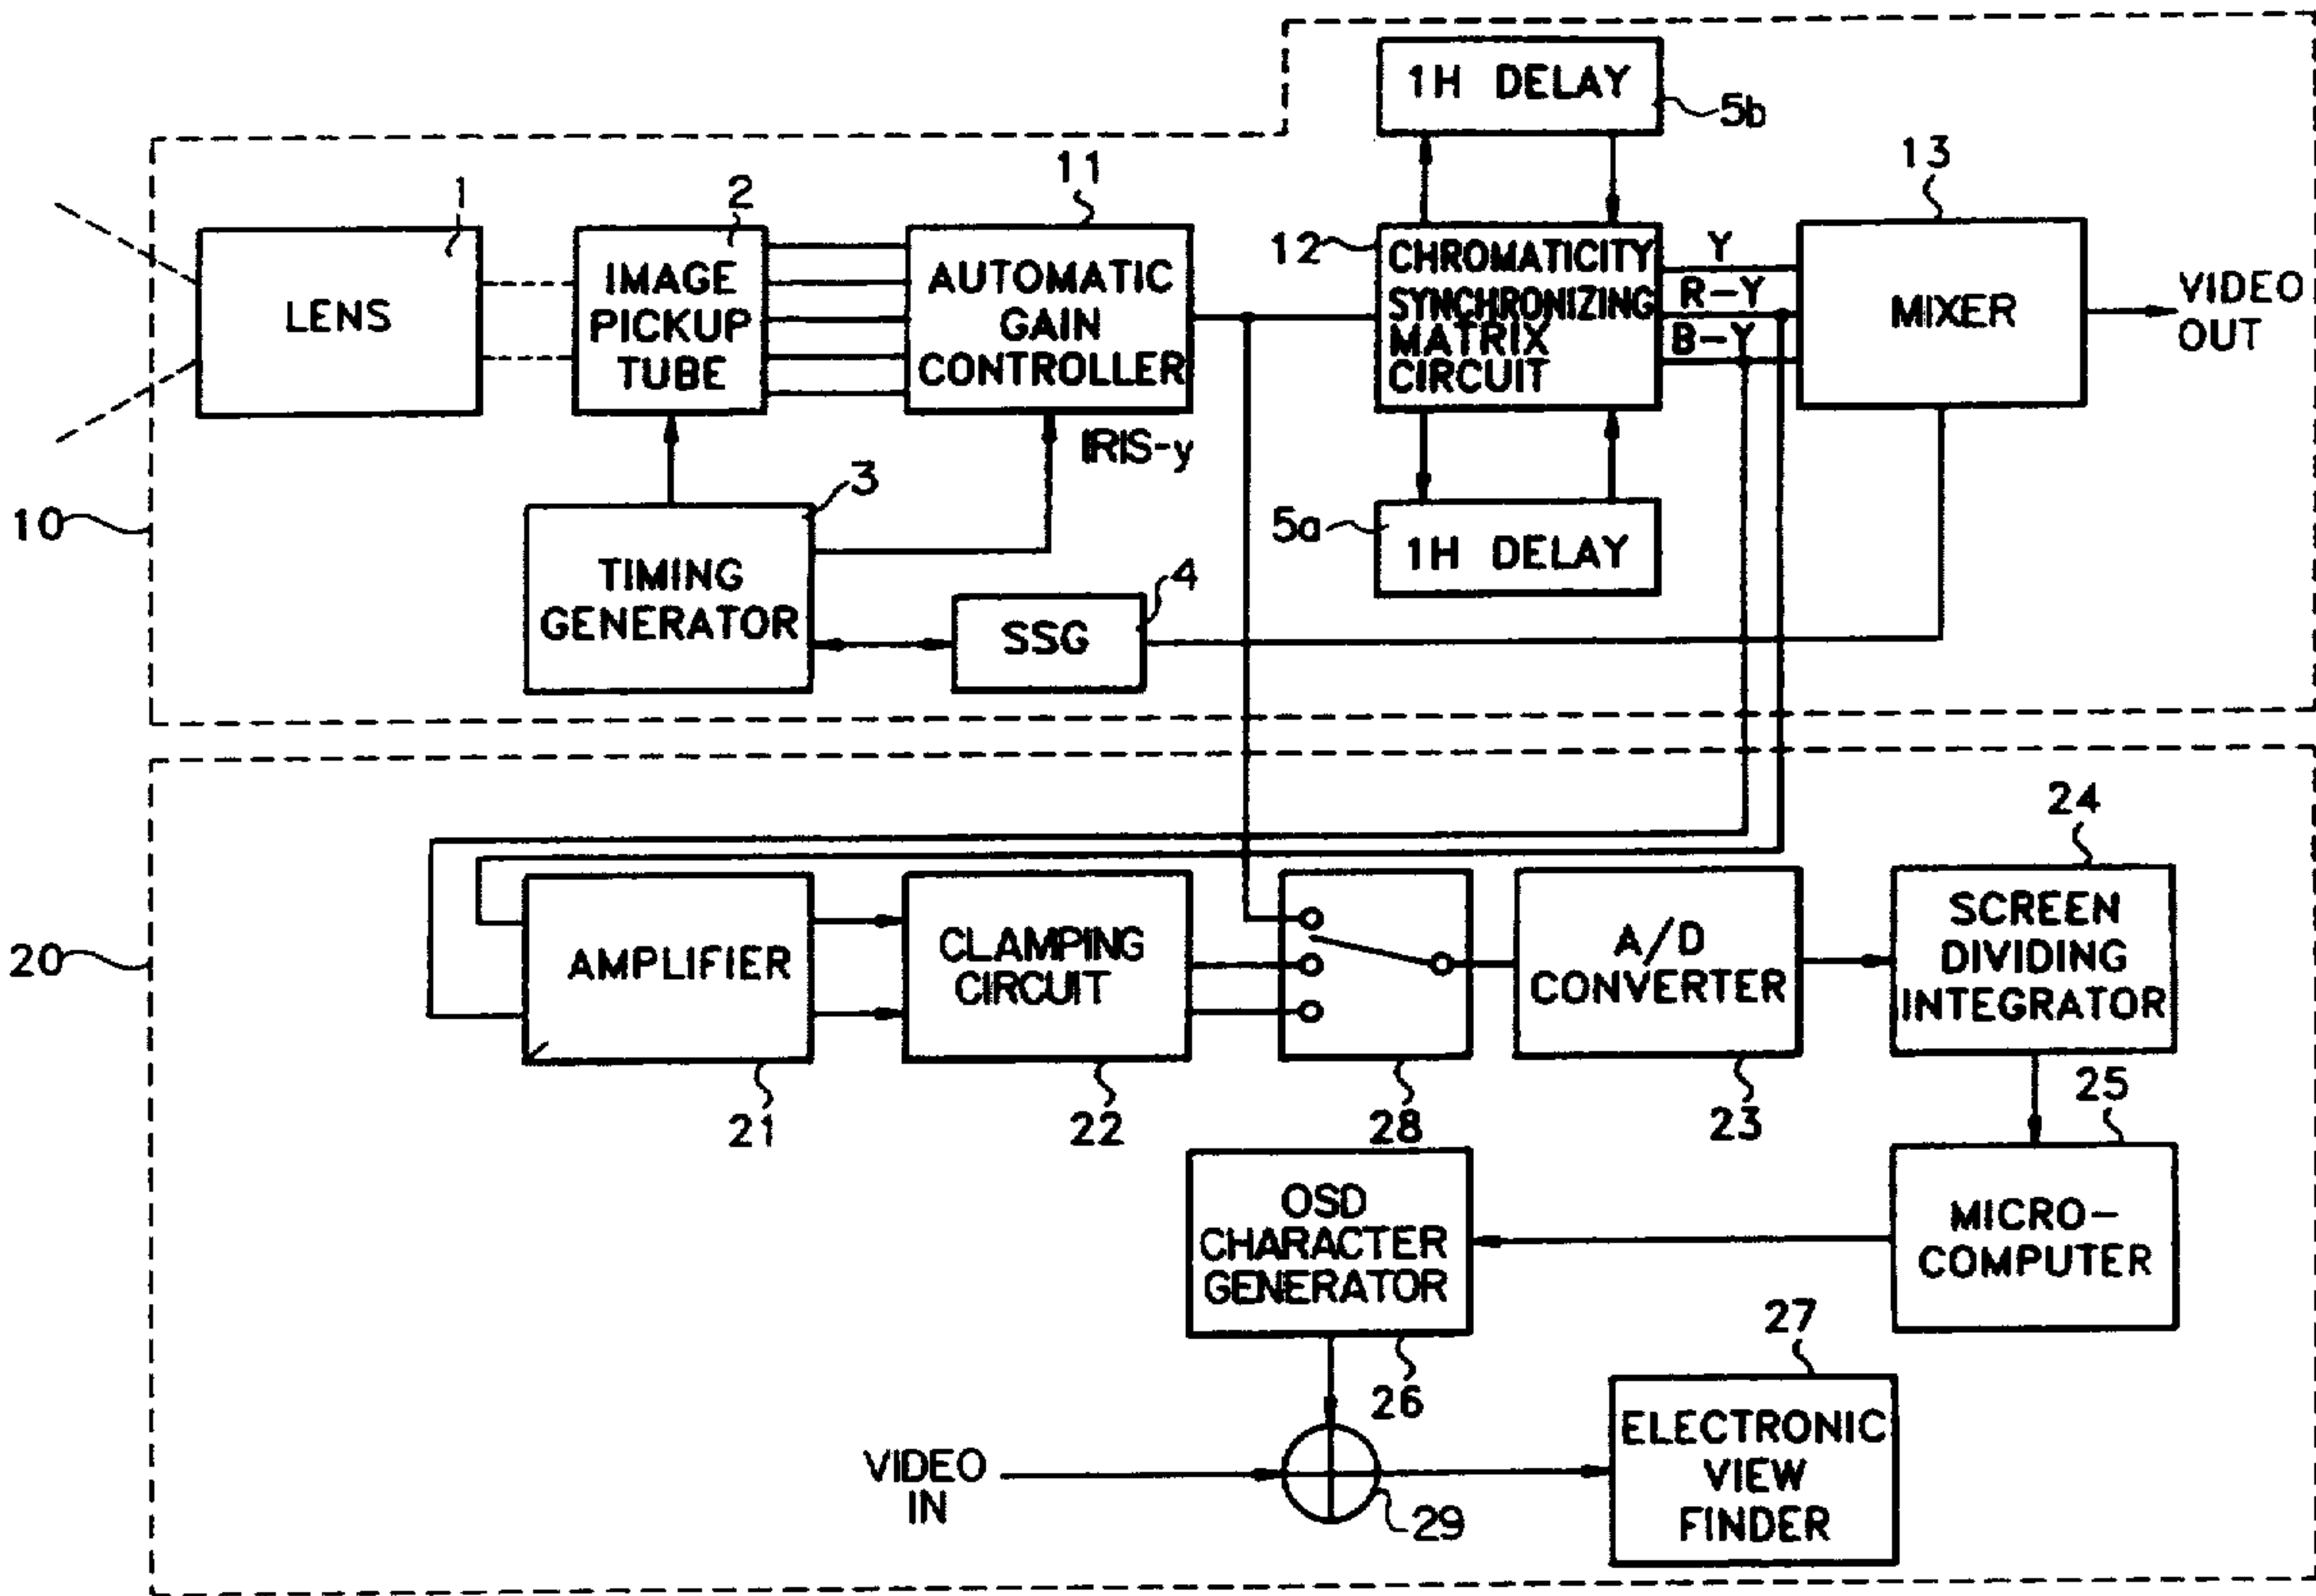 1H DELAY
5b
13
11
1
2
12
LENS
IMAGE
PICKUP
TUBE
AUTOMATIC
GAIN
CONTROLLER
CHROMATICITY
SYNCHRONIZING
MATRIX
CIRCUIT
Y
R-Y
B-Y
MIXER
VIDEO
OUT
IRIS-y
3
10
5a
1H DELAY
TIMING
GENERATOR
4
SSG
24
20
AMPLIFIER
CLAMPING
CIRCUIT
A/D
CONVERTER
SCREEN
DIVIDING
INTEGRATOR
21
22
28
23
25
OSD
CHARACTER
GENERATOR
MICRO-
COMPUTER
27
26
VIDEO
IN
29
ELECTRONIC
VIEW
FINDER